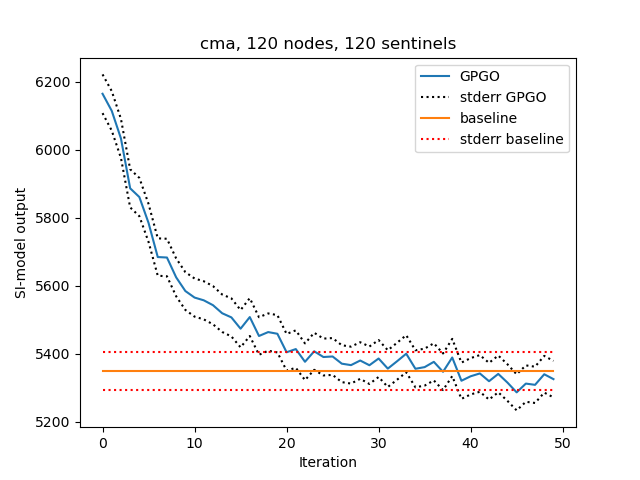 cma, 120 nodes, 120 sentinels
GPGO
stderr GPGO
baseline
stderr baseline
SI-model output
6200
6000
5800
5600
5400
5200
0 10 20 30 40 50
Iteration